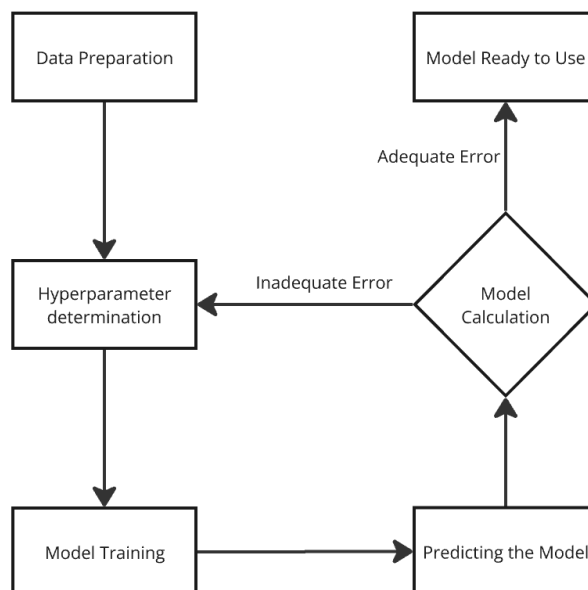 Data Preparation
Model Ready to Use
Adequate Error
Hyperparameter
determination
Inadequate Error
Model
Calculation
Model Training
Predicting the Model